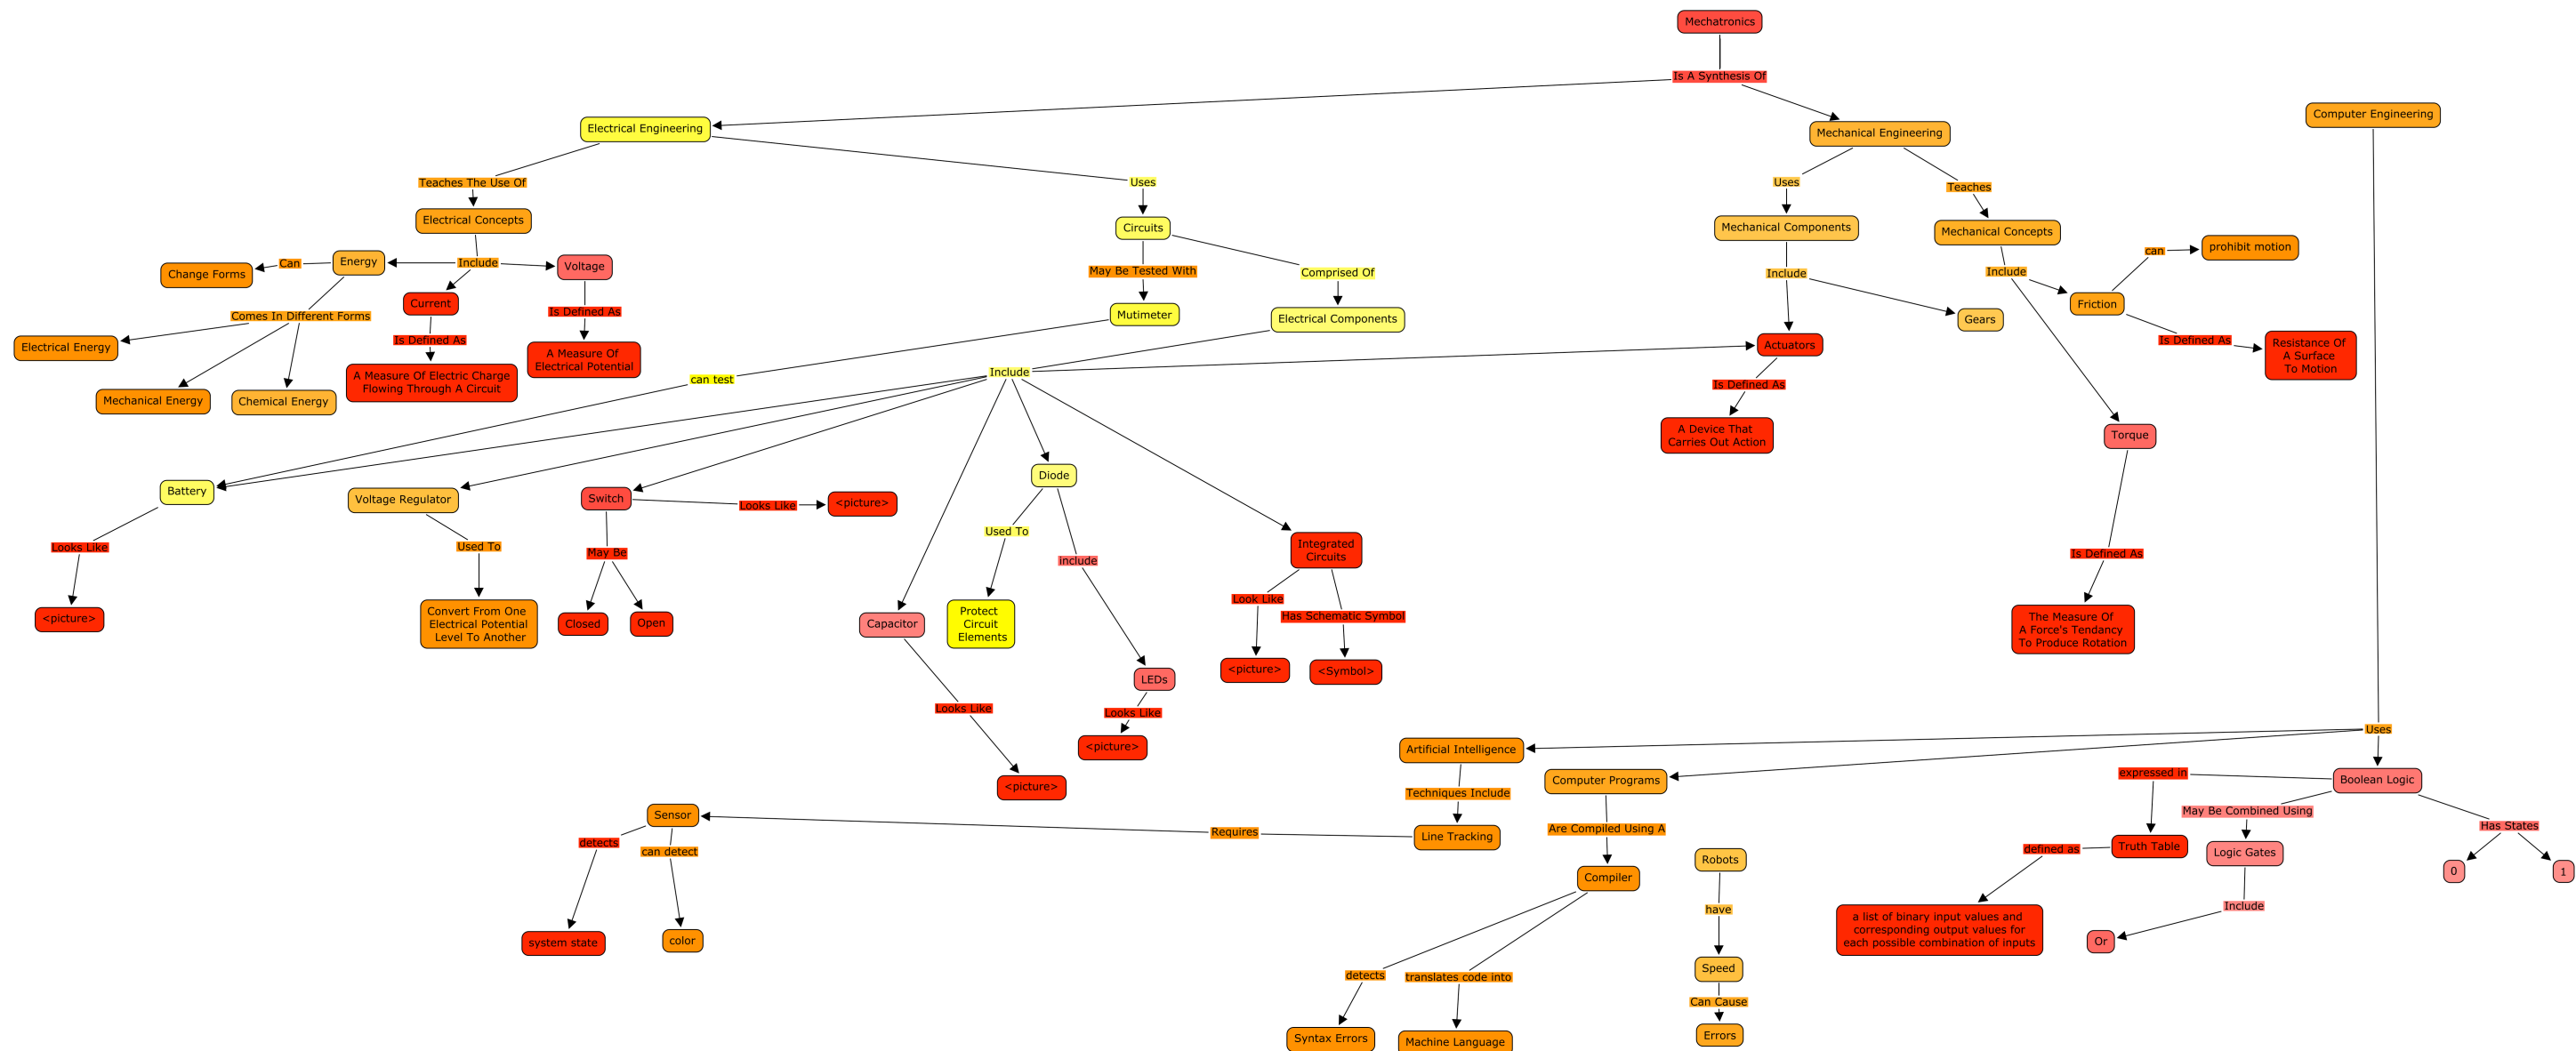 Mechatronics
Is A Synthesis Of
Computer Engineering
Electrical Engineering
Mechanical Engineering
Teaches The Use Of
Uses
Uses
Teaches
Electrical Concepts
Circuits
Mechanical Components
Mechanical Concepts
prohibit motion
can
Change Forms
Can
Energy
Include
Voltage
May Be Tested With
Comprised Of
Include
Include
Friction
Current
Is Defined As
Mutimeter
Electrical Components
Gears
Comes In Different Forms
Electrical Energy
Is Defined As
A Measure Of
Electrical Potential
Actuators
Is Defined As
Resistance Of
A Surface
To Motion
A Measure Of Electric Charge
Flowing Through A Circuit
Mechanical Energy
Chemical Energy
can test
Include
Is Defined As
A Device That
Carries Out Action
Torque
Battery
Voltage Regulator
Switch
Looks Like
<picture>
Diode
Looks Like
Used To
May Be
Used To
Include
Integrated
Circuits
Is Defined As
<picture>
Convert From One
Electrical Potential
Level To Another
Closed
Open
Capacitor
Protect
Circuit
Elements
Look Like
Has Schematic Symbol
The Measure Of
A Force's Tendancy
To Produce Rotation
<picture>
<Symbol>
LEDs
Looks Like
Looks Like
<picture>
<picture>
Uses
Artificial Intelligence
Computer Programs
Boolean Logic
expressed in
Techniques Include
May Be Combined Using
Has States
Sensor
Requires
Line Tracking
Are Compiled Using A
detects
can detect
defined as
Truth Table
Logic Gates
0
1
Compiler
Robots
have
Include
system state
color
a list of binary input values and
corresponding output values for
each possible combination of inputs
Or
detects
translates code into
Speed
Can Cause
Syntax Errors
Machine Language
Errors